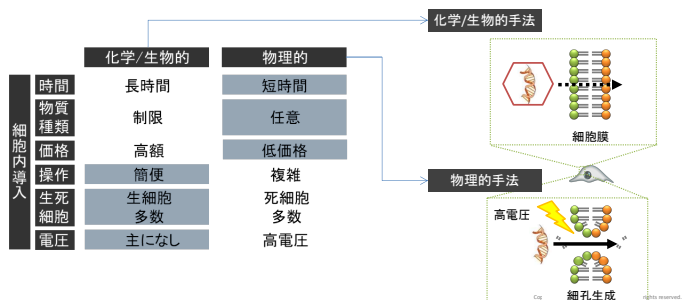 化学/生物的手法
化学/生物的 物理的
時間 長時間 短時間
物質
種類 制限 任意
価格 高額 低価格
操作 簡便 複雑
生死
細胞 生細胞
多数 死細胞
多数
電圧 主になし 高電圧
細胞内導入
細胞膜
物理的手法
高電圧
細孔生成
rights reserved.